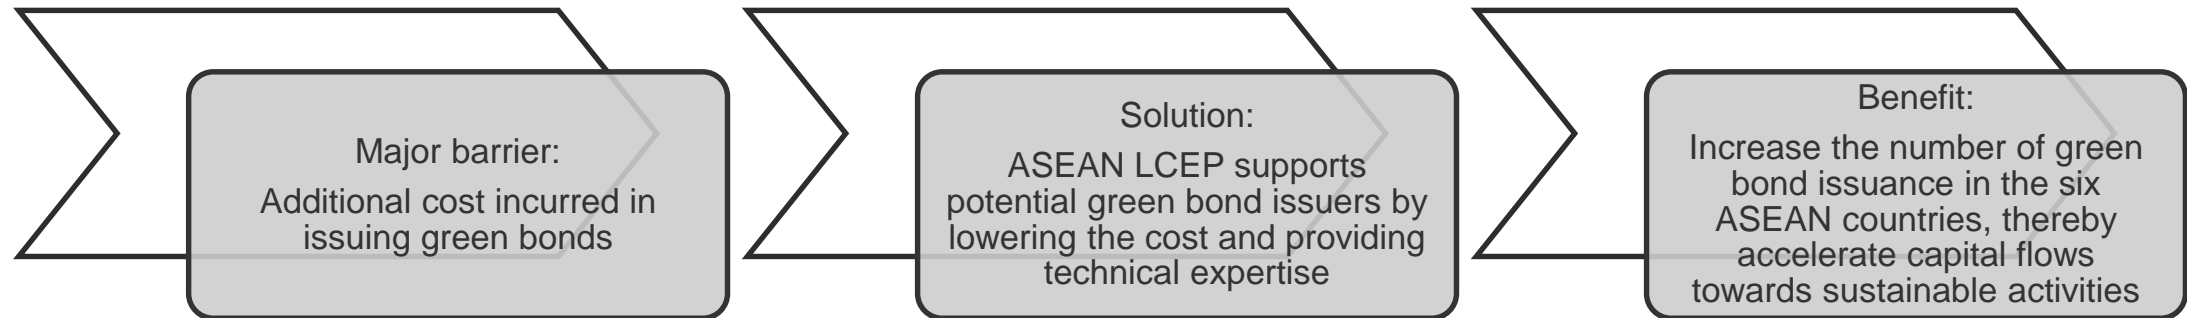 Major barrier:
Additional cost incurred in
issuing green bonds
Solution:
ASEAN LCEP supports
potential green bond issuers by
lowering the cost and providing
technical expertise
Benefit:
Increase the number of green
bond issuance in the six
ASEAN countries, thereby
accelerate capital flows
towards sustainable activities